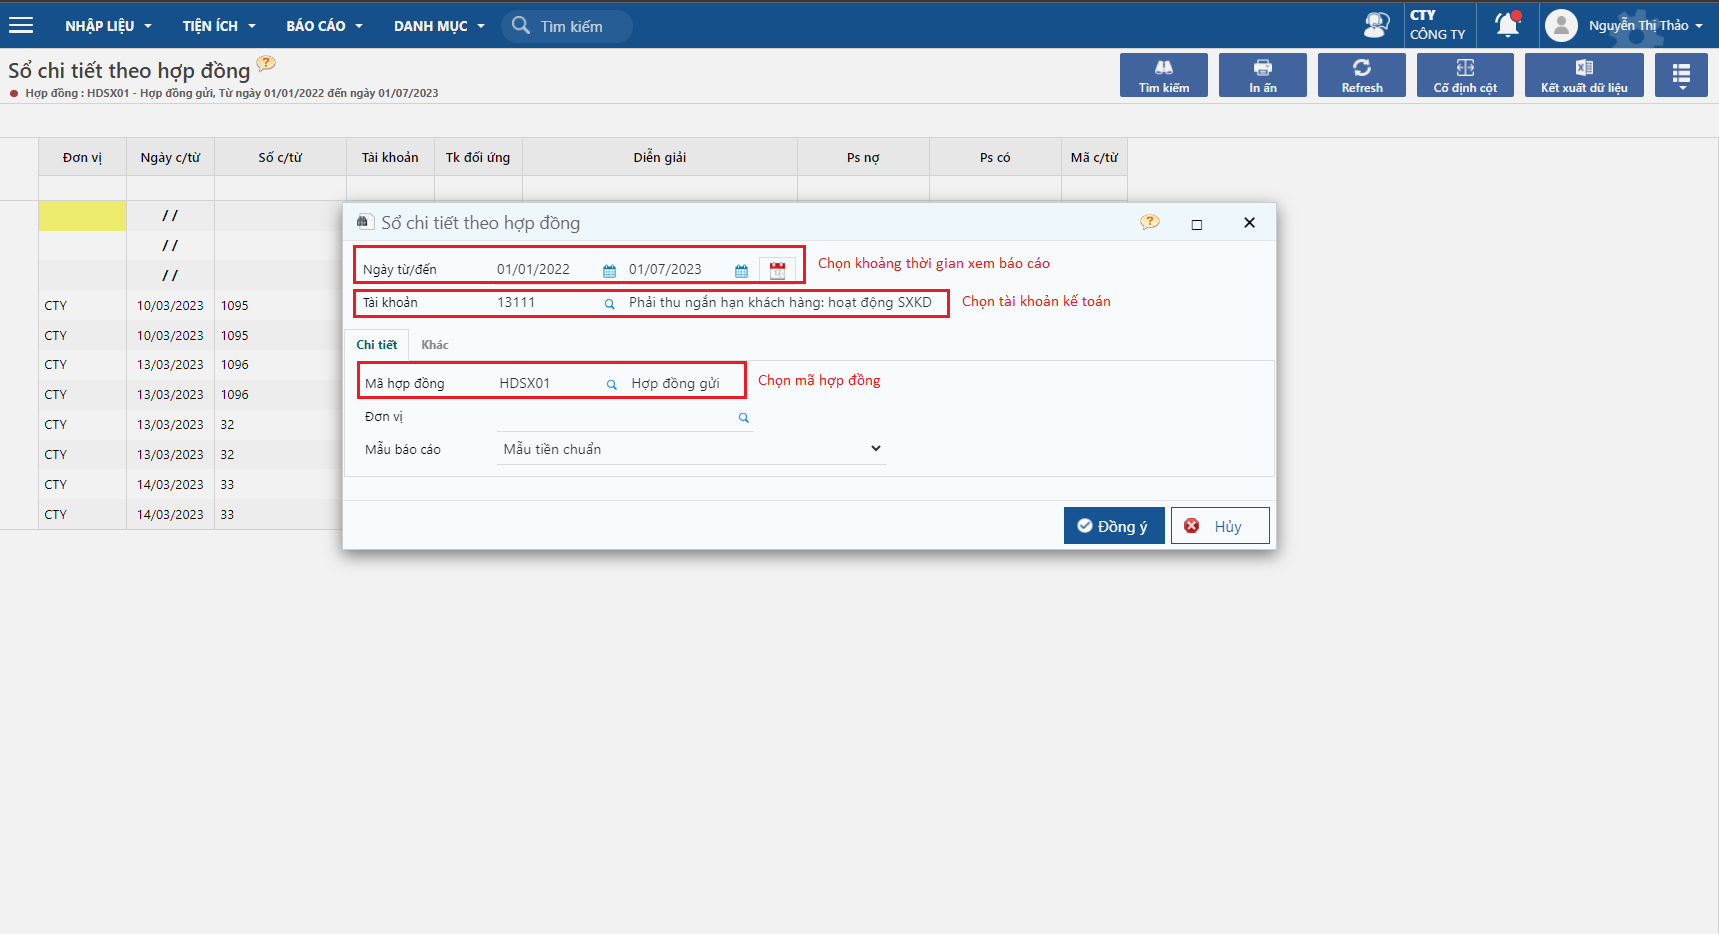 NHẬP LIỆU TIỆN ÍCH BÁO CÁO DANH MỤC Tìm kiếm CTY CÔNG TY Nguyễn Thị Thảo
Sổ chi tiết theo hợp đồng ?
Hợp đồng : HDSX01 - Hợp đồng gửi, Từ ngày 01/01/2022 đến ngày 01/07/2023
Tìm kiếm In ấn Refresh Cố định cột Kết xuất dữ liệu
Đơn vị Ngày c/từ Số c/từ Tài khoản Tk đối ứng Diễn giải Ps nợ Ps có Mã c/từ
/ /
/ /
/ /
CTY 10/03/2023 1095
CTY 10/03/2023 1095
CTY 13/03/2023 1096
CTY 13/03/2023 1096
CTY 13/03/2023 32
CTY 13/03/2023 32
CTY 14/03/2023 33
CTY 14/03/2023 33
Sổ chi tiết theo hợp đồng ?
Ngày từ/đến 01/01/2022 01/07/2023 Chọn khoảng thời gian xem báo cáo
Tài khoản 13111 Phải thu ngắn hạn khách hàng: hoạt động SXKD Chọn tài khoản kế toán
Chi tiết Khác
Mã hợp đồng HDSX01 Hợp đồng gửi Chọn mã hợp đồng
Đơn vị
Mẫu báo cáo Mẫu tiền chuẩn
Đồng ý Hủy